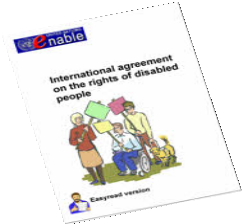 enable
International agreement
on the rights of disabled
people
Easyread version